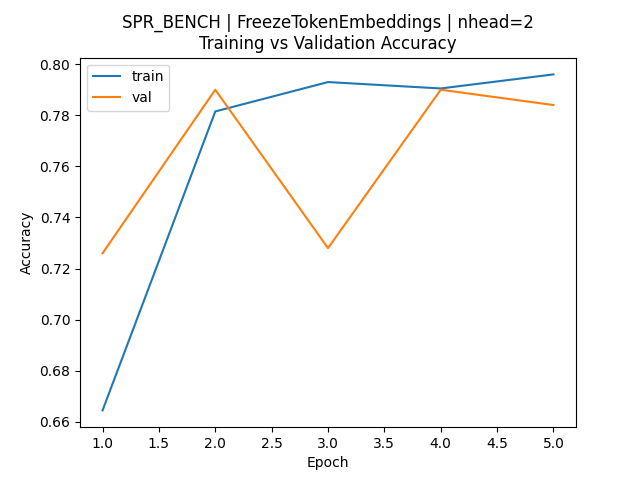 SPR_BENCH | FreezeTokenEmbeddings | nhead=2
Training vs Validation Accuracy
train
val
0.80
0.78
0.76
0.74
0.72
0.70
0.68
0.66
Accuracy
1.0 1.5 2.0 2.5 3.0 3.5 4.0 4.5 5.0
Epoch